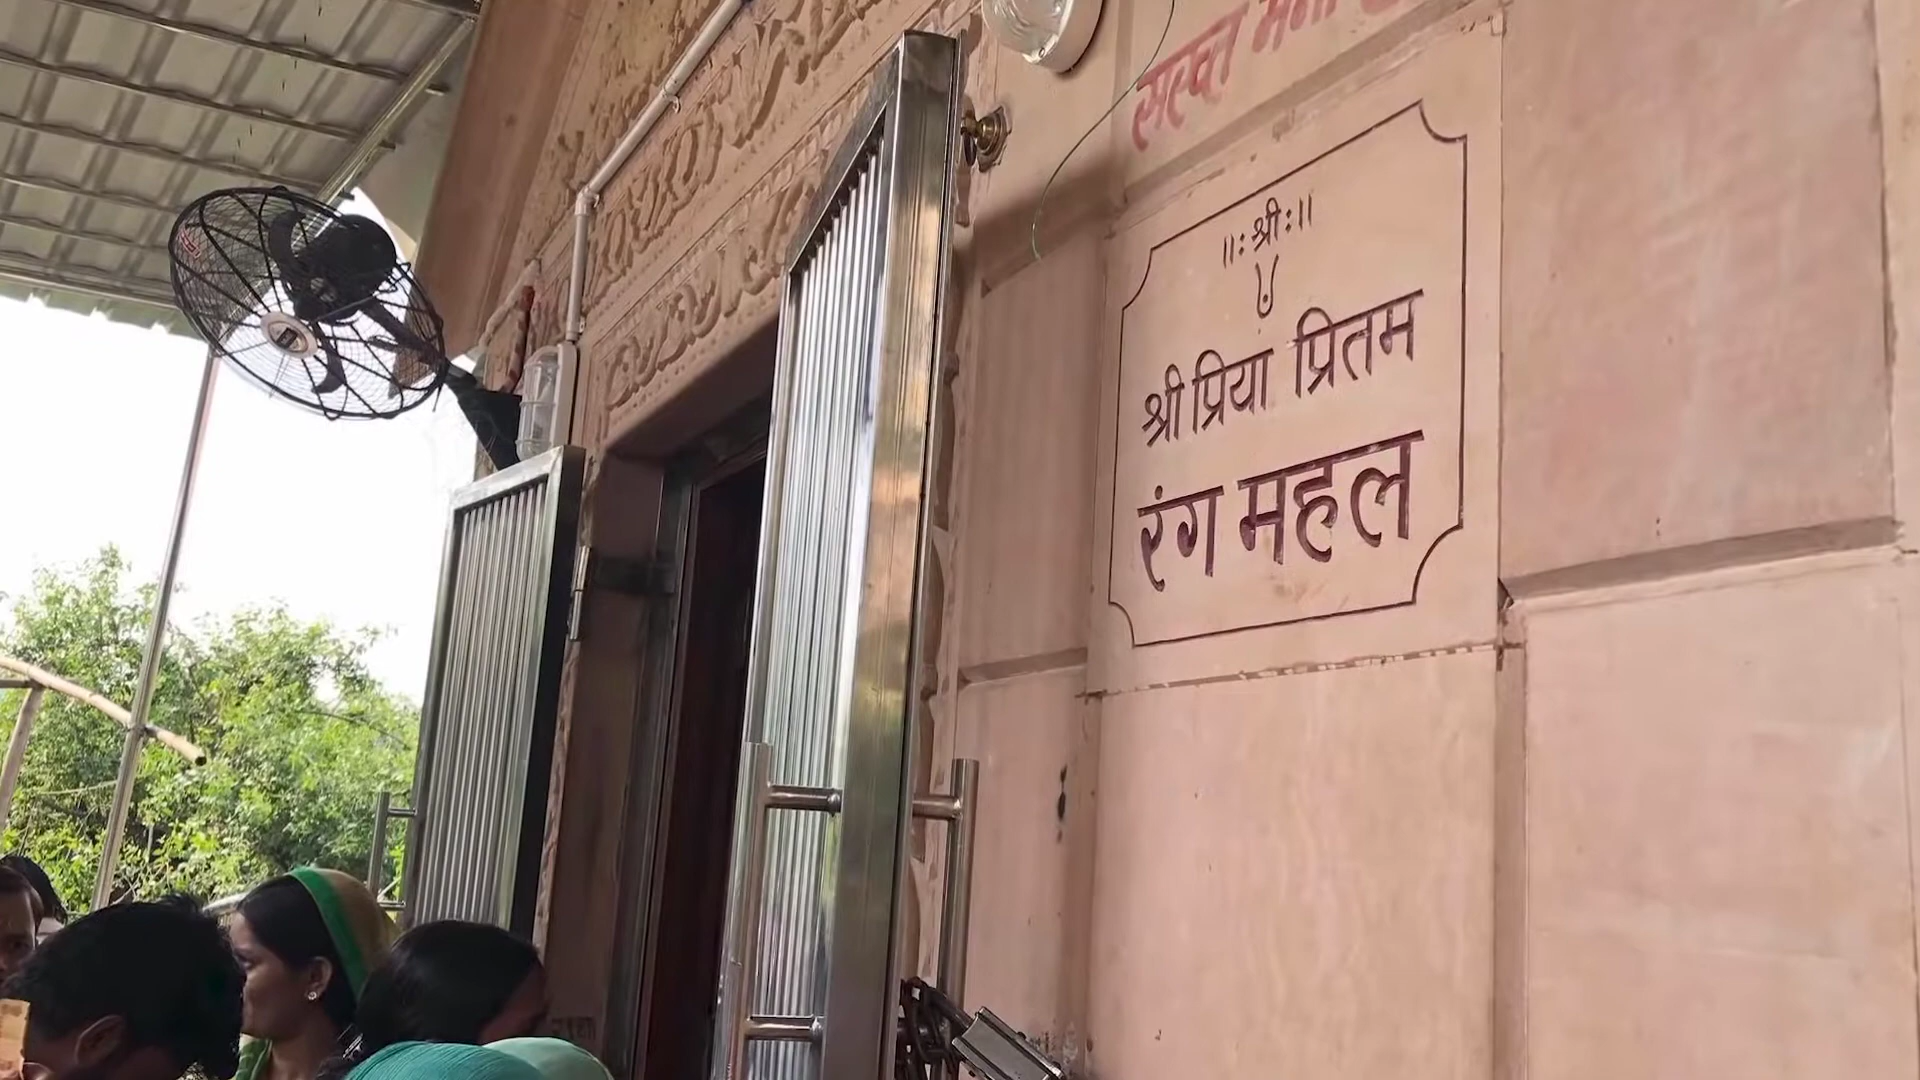 ॥: श्री :॥
श्री प्रिया प्रितम
रंग महल